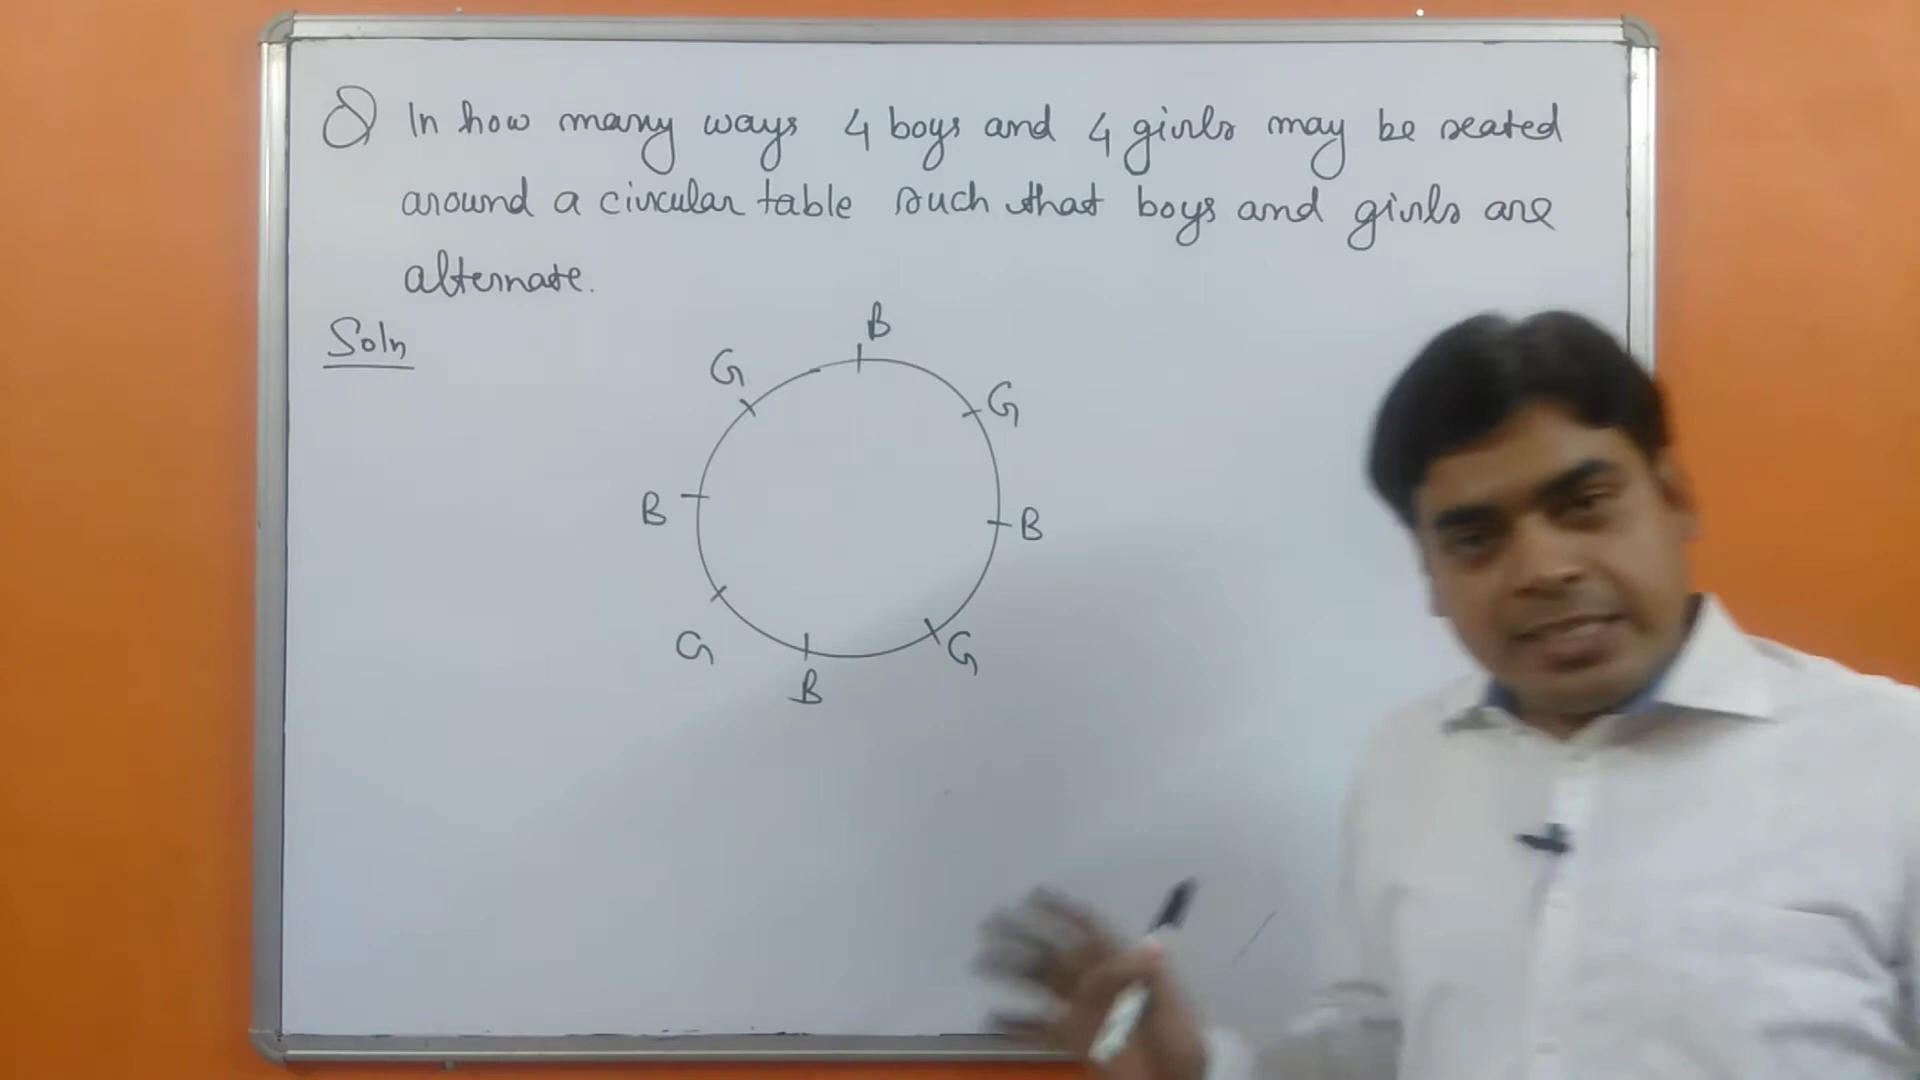 Q In how many ways 4 boys and 4 girls may be seated
around a circular table such that boys and girls are
alternate.
Soln
B
G
G
B
B
G
G
B